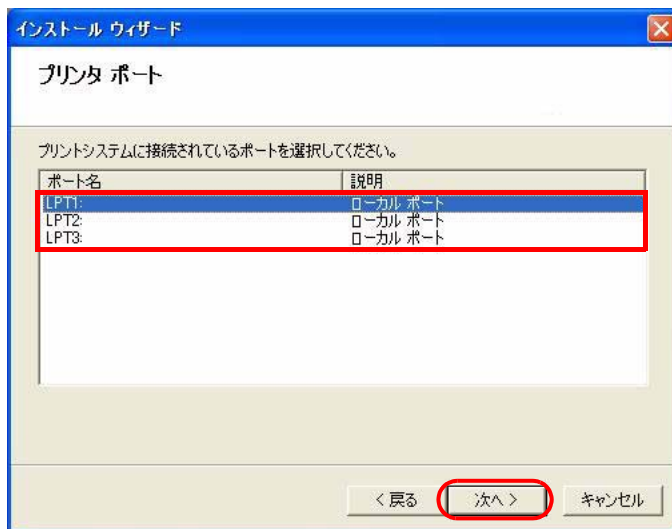 インストール ウィザード
プリンタ ポート
プリントシステムに接続されているポートを選択してください。
ポート名 説明
LPT1: ローカル ポート
LPT2: ローカル ポート
LPT3: ローカル ポート
< 戻る 次へ > キャンセル